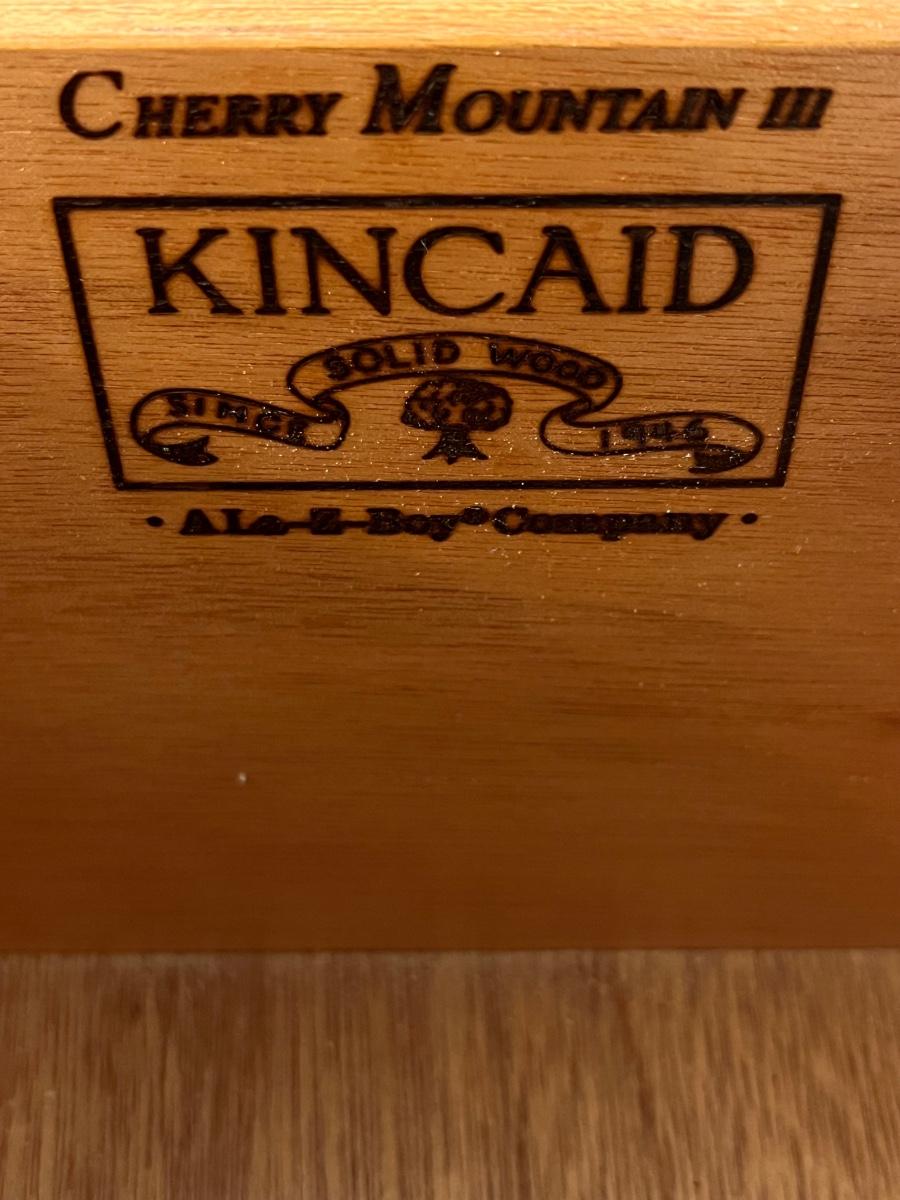 CHERRY MOUNTAIN III
KINCAID
SOLID WOOD
SINCE 1946
• A La-Z-Boy® Company •